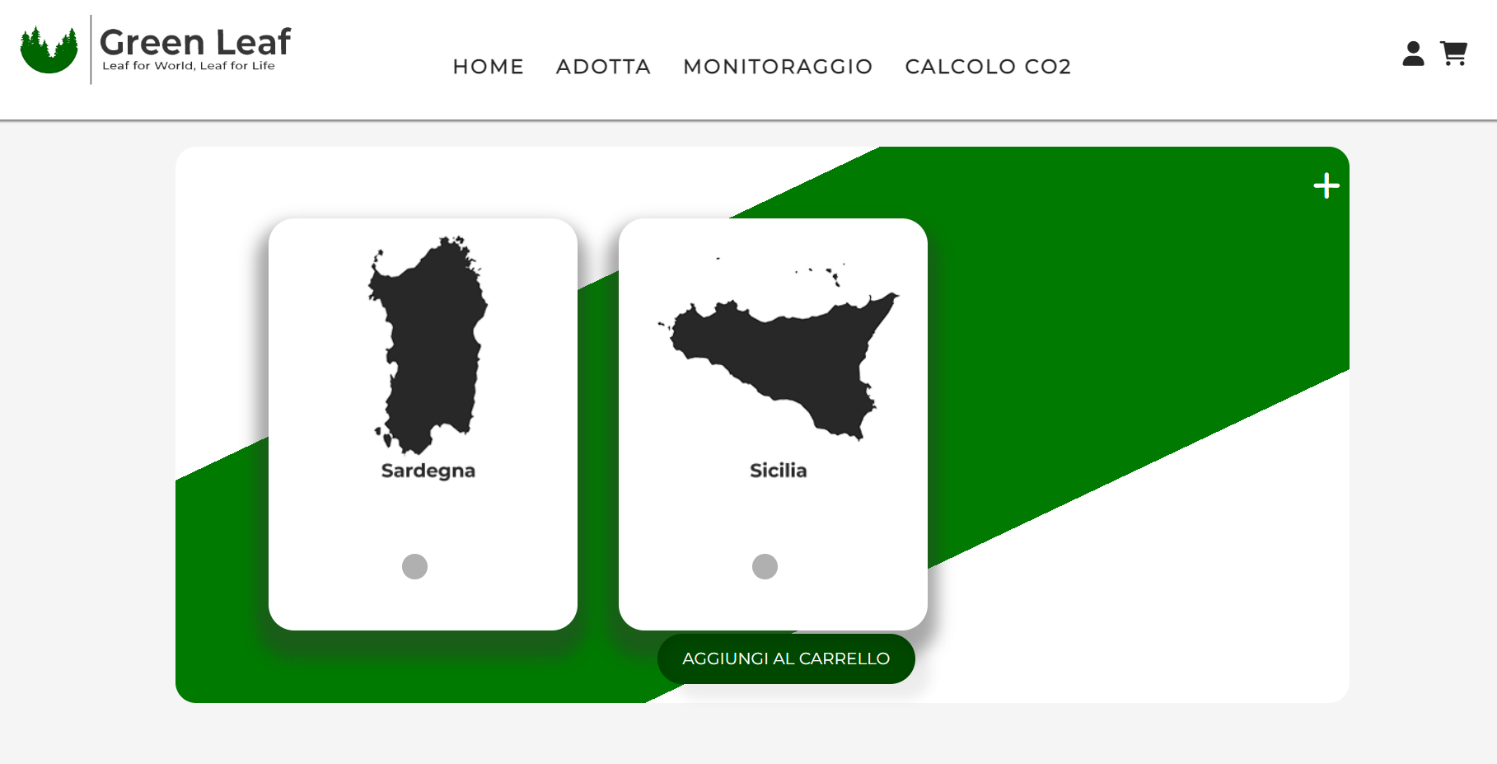 Green Leaf
Leaf for World, Leaf for Life
HOME ADOTTA MONITORAGGIO CALCOLO CO2
Sardegna
Sicilia
AGGIUNGI AL CARRELLO